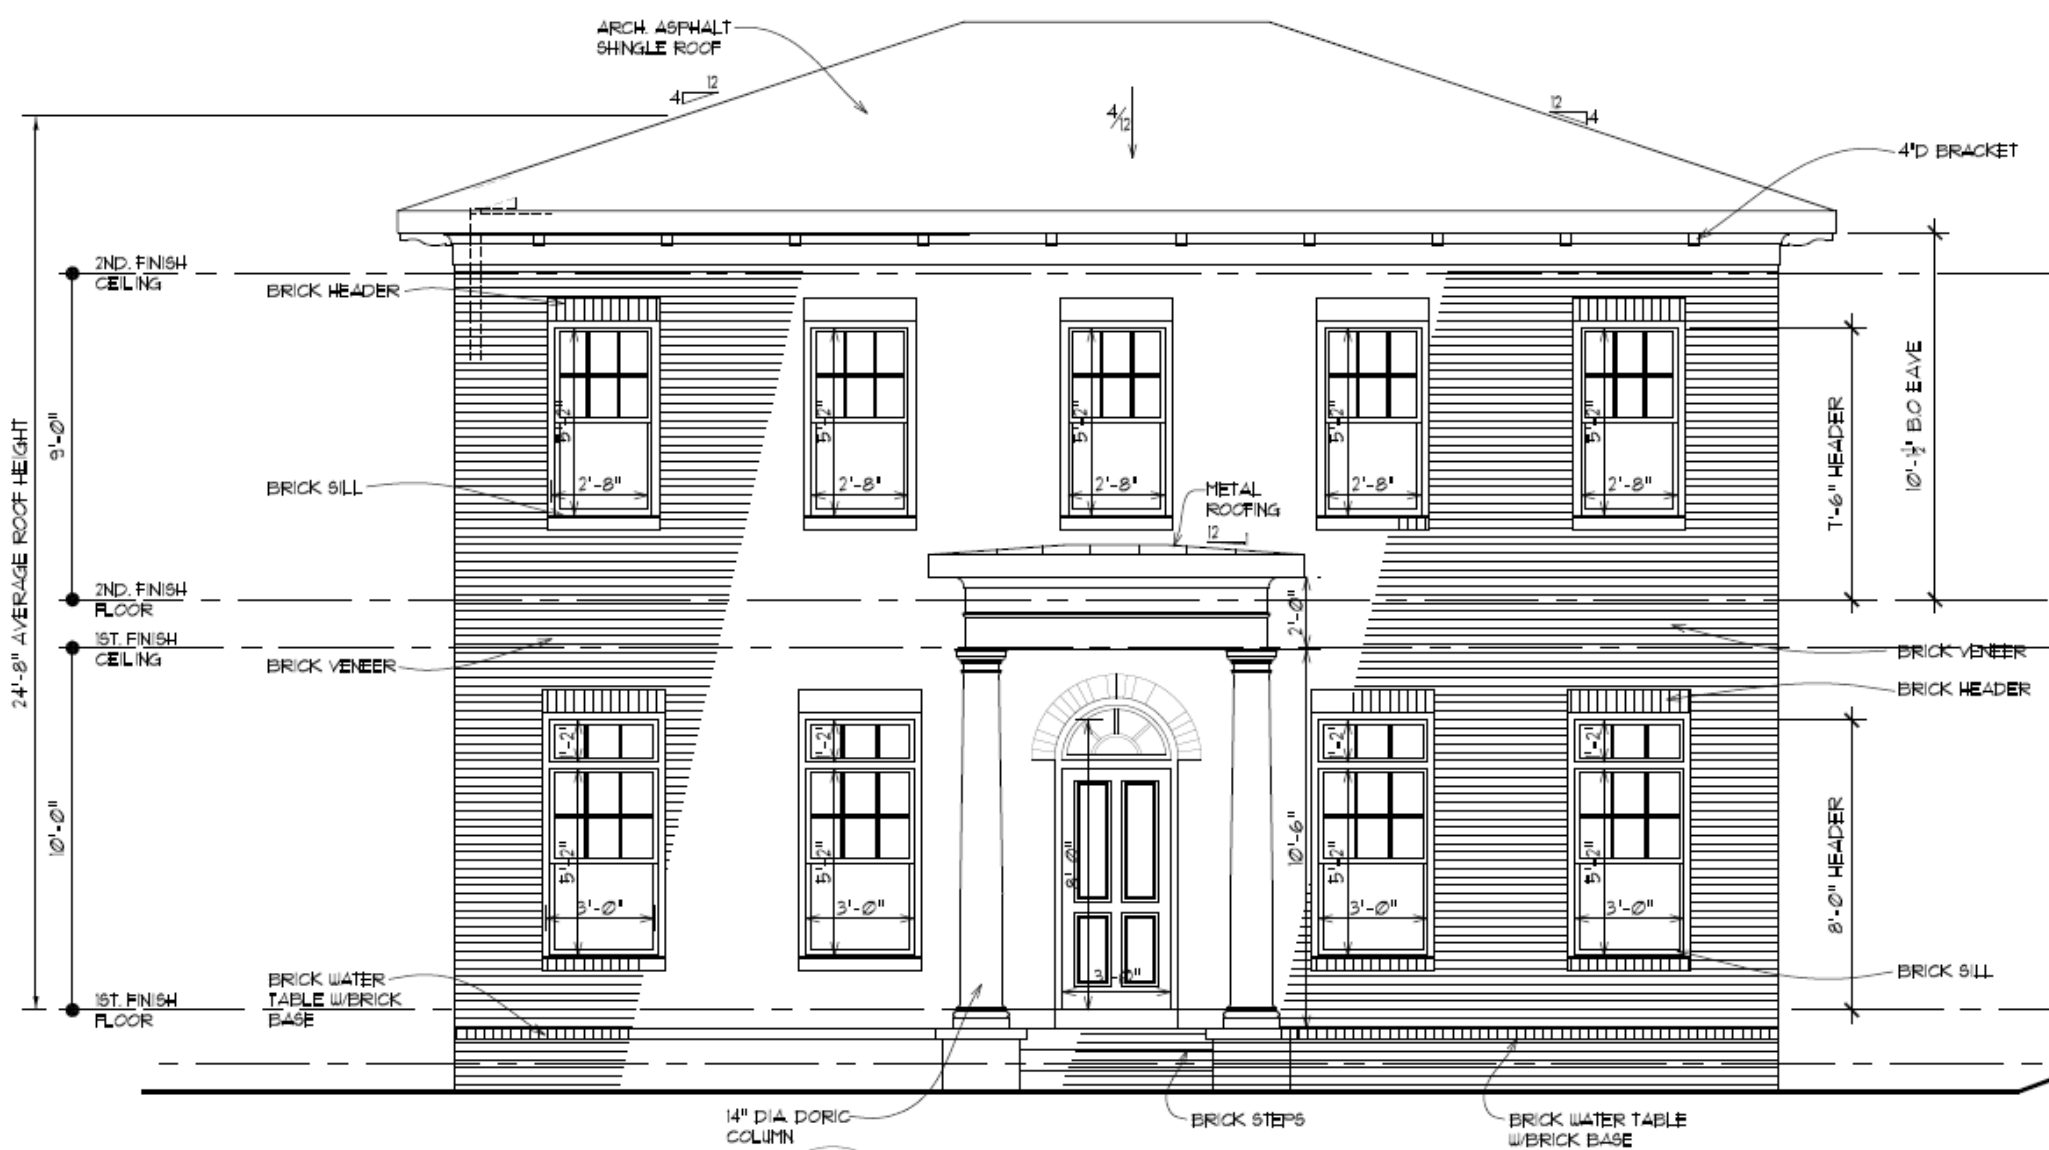 ARCH. ASPHALT
SHINGLE ROOF
12
4
4/12
12
4
4"D BRACKET
2ND. FINISH
CEILING
BRICK HEADER
9'-0"
BRICK SILL
5'-2"
2'-8"
5'-2"
2'-8"
5'-2"
2'-8"
5'-2"
2'-8"
5'-2"
2'-8"
7'-6" HEADER
10'-½" B.O EAVE
METAL
ROOFING
12
24'-8" AVERAGE ROOF HEIGHT
2ND. FINISH
FLOOR
2'-0"
1ST. FINISH
CEILING
BRICK VENEER
BRICK VENEER
BRICK HEADER
10'-0"
1'-2"
5'-2"
3'-0"
1'-2"
5'-2"
3'-0"
8'-0"
3'-0"
10'-6"
1'-2"
5'-2"
3'-0"
1'-2"
5'-2"
3'-0"
8'-0" HEADER
BRICK SILL
BRICK WATER
TABLE W/BRICK
BASE
1ST. FINISH
FLOOR
14" DIA. DORIC
COLUMN
BRICK STEPS
BRICK WATER TABLE
W/BRICK BASE